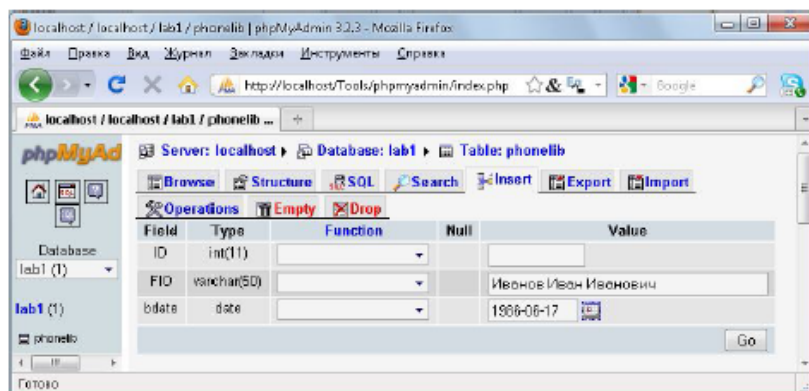 localhost / localhost / lab1 / phonelib | phpMyAdmin 3.2.3 - Mozilla Firefox
Файл Правка Вид Журнал Закладки Инструменты Справка
http://localhost/Tools/phpmyadmin/index.php Google
localhost / localhost / lab1 / phonelib ...
phpMyAd
Server: localhost Database: lab1 Table: phonelib
Browse Structure SQL Search Insert Export Import
Operations Empty Drop
Field Type Function Null Value
ID int(11)
FIO varchar(50) Иванов Иван Иванович
bdate date 1986-06-17
Go
Database
lab1 (1)
lab1 (1)
phonelib
Готово